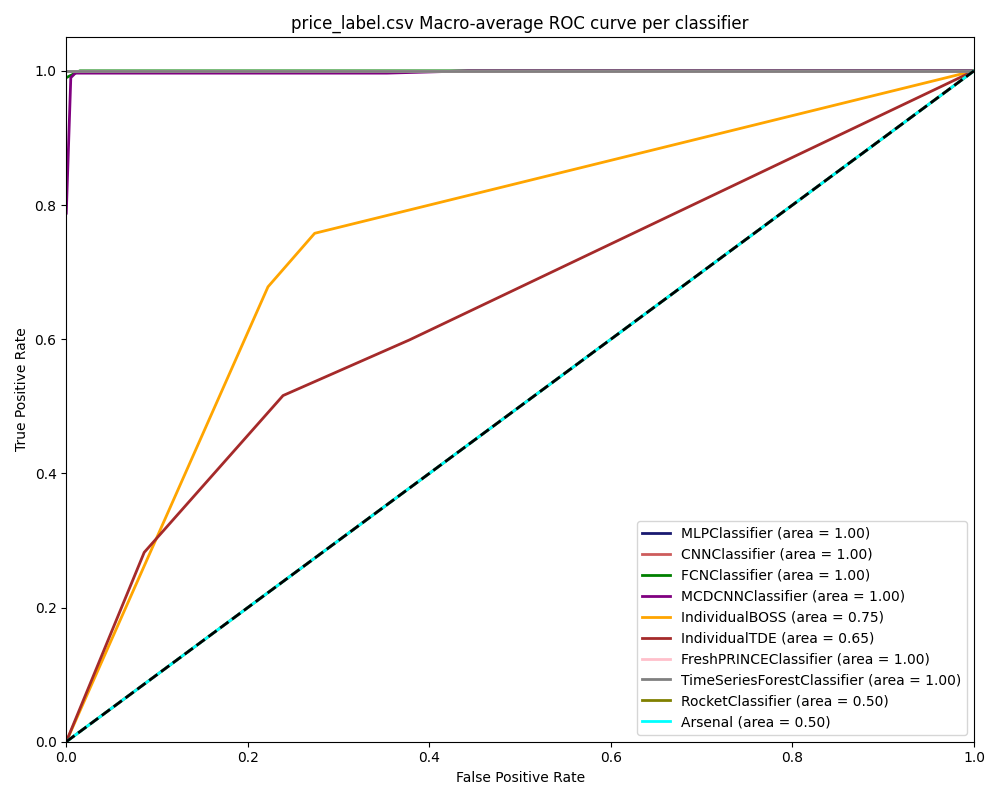 price_label.csv Macro-average ROC curve per classifier
True Positive Rate
1.0
0.8
0.6
0.4
0.2
0.0
MLPClassifier (area = 1.00)
CNNClassifier (area = 1.00)
FCNClassifier (area = 1.00)
MCDCNNClassifier (area = 1.00)
IndividualBOSS (area = 0.75)
IndividualTDE (area = 0.65)
FreshPRINCEClassifier (area = 1.00)
TimeSeriesForestClassifier (area = 1.00)
RocketClassifier (area = 0.50)
Arsenal (area = 0.50)
0.0 0.2 0.4 0.6 0.8 1.0
False Positive Rate